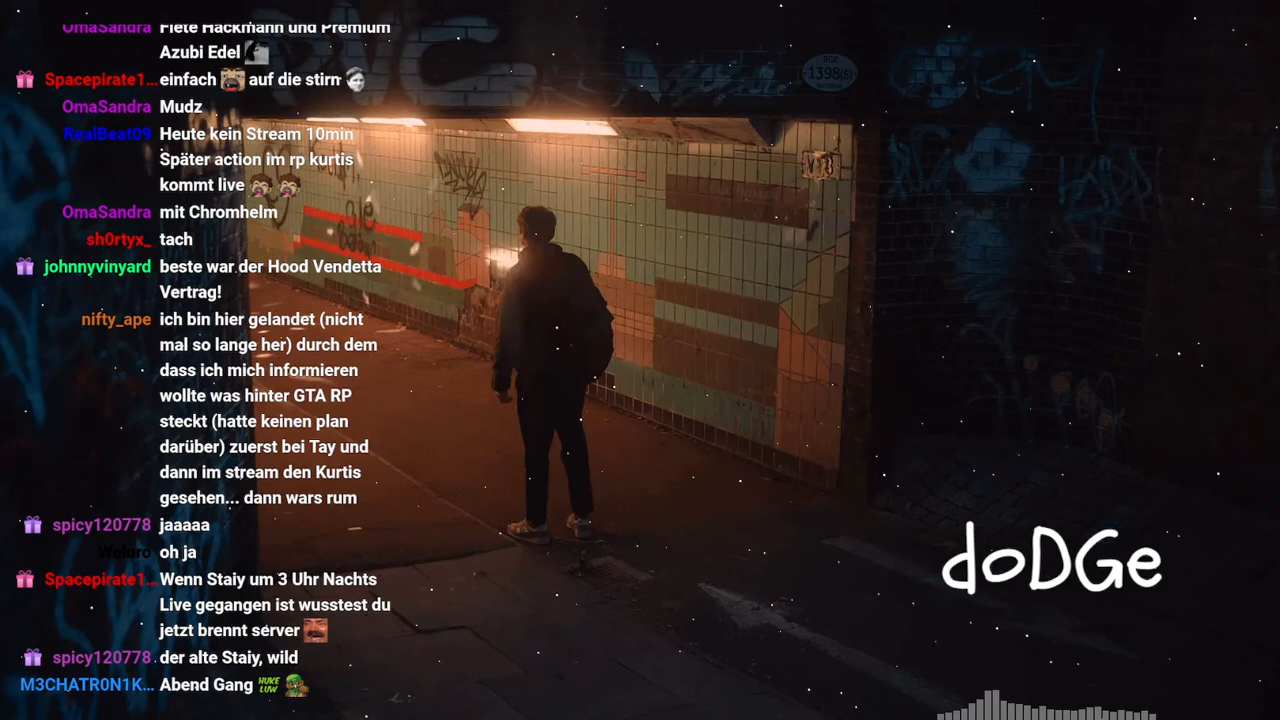 OmaSandra Flete Hackmann und Premium
Azubi Edel
Spacepirate1... einfach auf die stirn
OmaSandra Mudz
RealBeat09 Heute kein Stream 10min
Später action im rp kurtis
kommt live
OmaSandra mit Chromhelm
sh0rtyx_ tach
johnnyvinyard beste war der Hood Vendetta
Vertrag!
nifty_ape ich bin hier gelandet (nicht
mal so lange her) durch dem
dass ich mich informieren
wollte was hinter GTA RP
steckt (hatte keinen plan
darüber) zuerst bei Tay und
dann im stream den Kurtis
gesehen... dann wars rum
spicy120778 jaaaaa
Weluro oh ja
Spacepirate1... Wenn Staiy um 3 Uhr Nachts
Live gegangen ist wusstest du
jetzt brennt server
spicy120778 der alte Staiy, wild
M3CHATR0N1K... Abend Gang HUKE LUW
1398(S)
doDGe